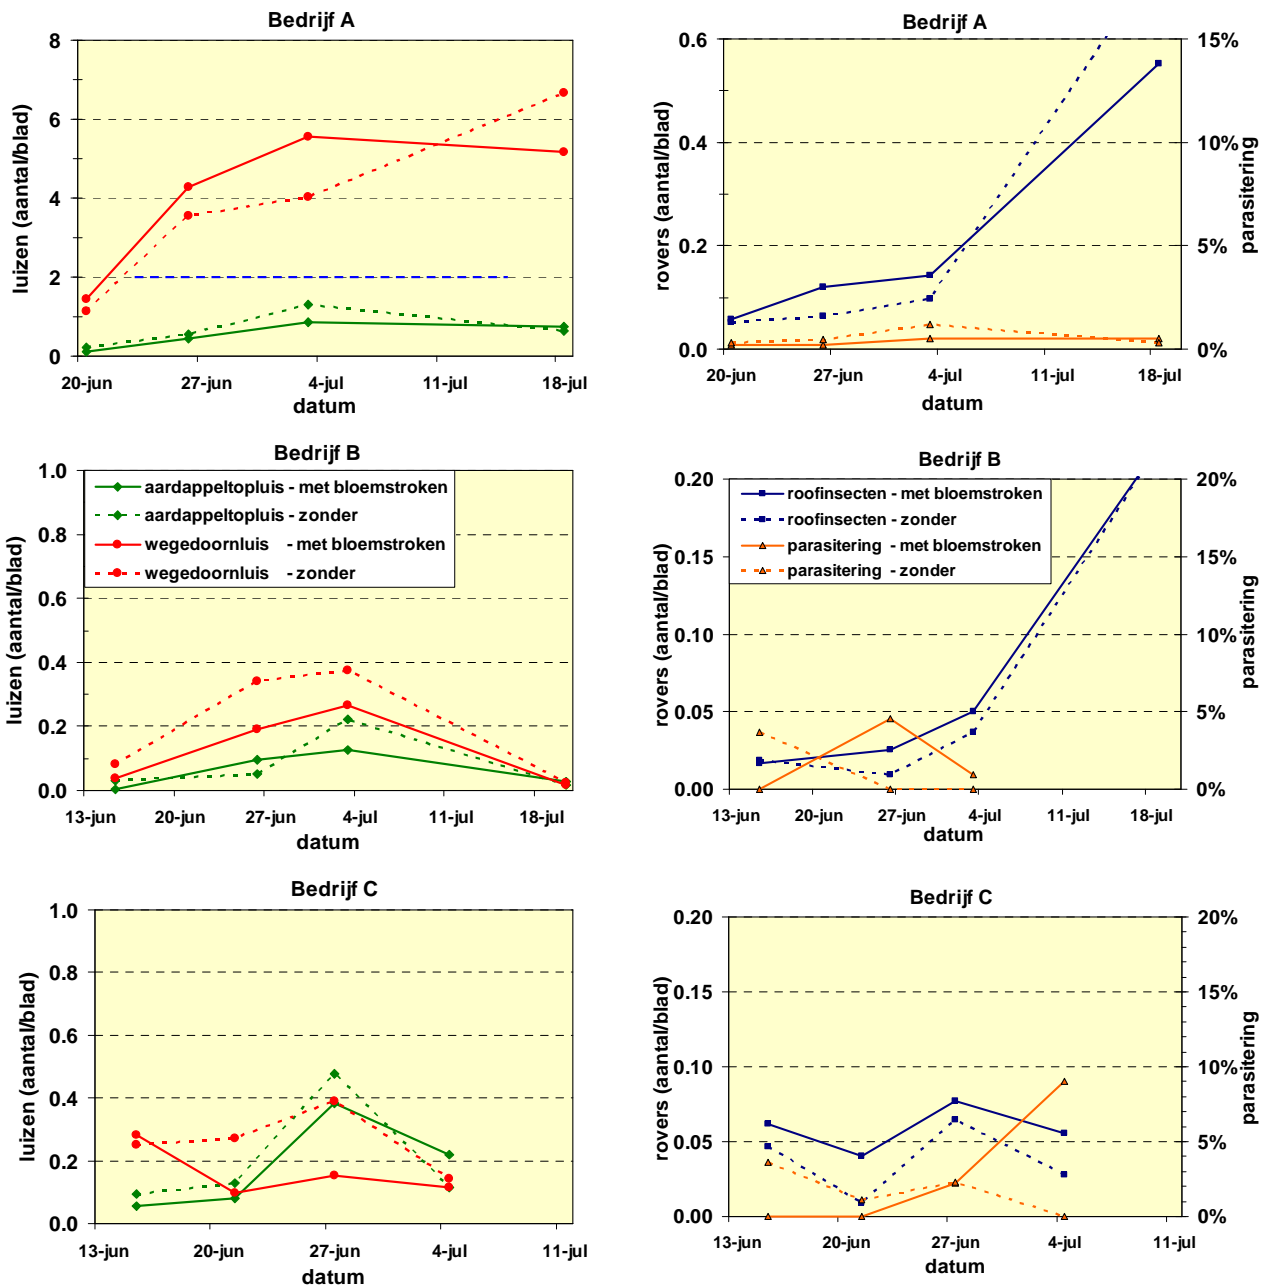 Bedrijf A
8
6
4
2
0
luizen (aantal/blad)
20-jun 27-jun 4-jul 11-jul 18-jul
datum
Bedrijf A
0.6
0.4
0.2
0.0
rovers (aantal/blad)
15%
10%
5%
0%
parasitering
20-jun 27-jun 4-jul 11-jul 18-jul
datum
Bedrijf B
1.0
0.8
0.6
0.4
0.2
0.0
luizen (aantal/blad)
aardappeltopluis - met bloemstroken
aardappeltopluis - zonder
wegedoornluis - met bloemstroken
wegedoornluis - zonder
13-jun 20-jun 27-jun 4-jul 11-jul 18-jul
datum
Bedrijf B
0.20
0.15
0.10
0.05
0.00
rovers (aantal/blad)
roofinsecten - met bloemstroken
roofinsecten - zonder
parasitering - met bloemstroken
parasitering - zonder
20%
15%
10%
5%
0%
parasitering
13-jun 20-jun 27-jun 4-jul 11-jul 18-jul
datum
Bedrijf C
1.0
0.8
0.6
0.4
0.2
0.0
luizen (aantal/blad)
13-jun 20-jun 27-jun 4-jul 11-jul
datum
Bedrijf C
0.20
0.15
0.10
0.05
0.00
rovers (aantal/blad)
20%
15%
10%
5%
0%
parasitering
13-jun 20-jun 27-jun 4-jul 11-jul
datum